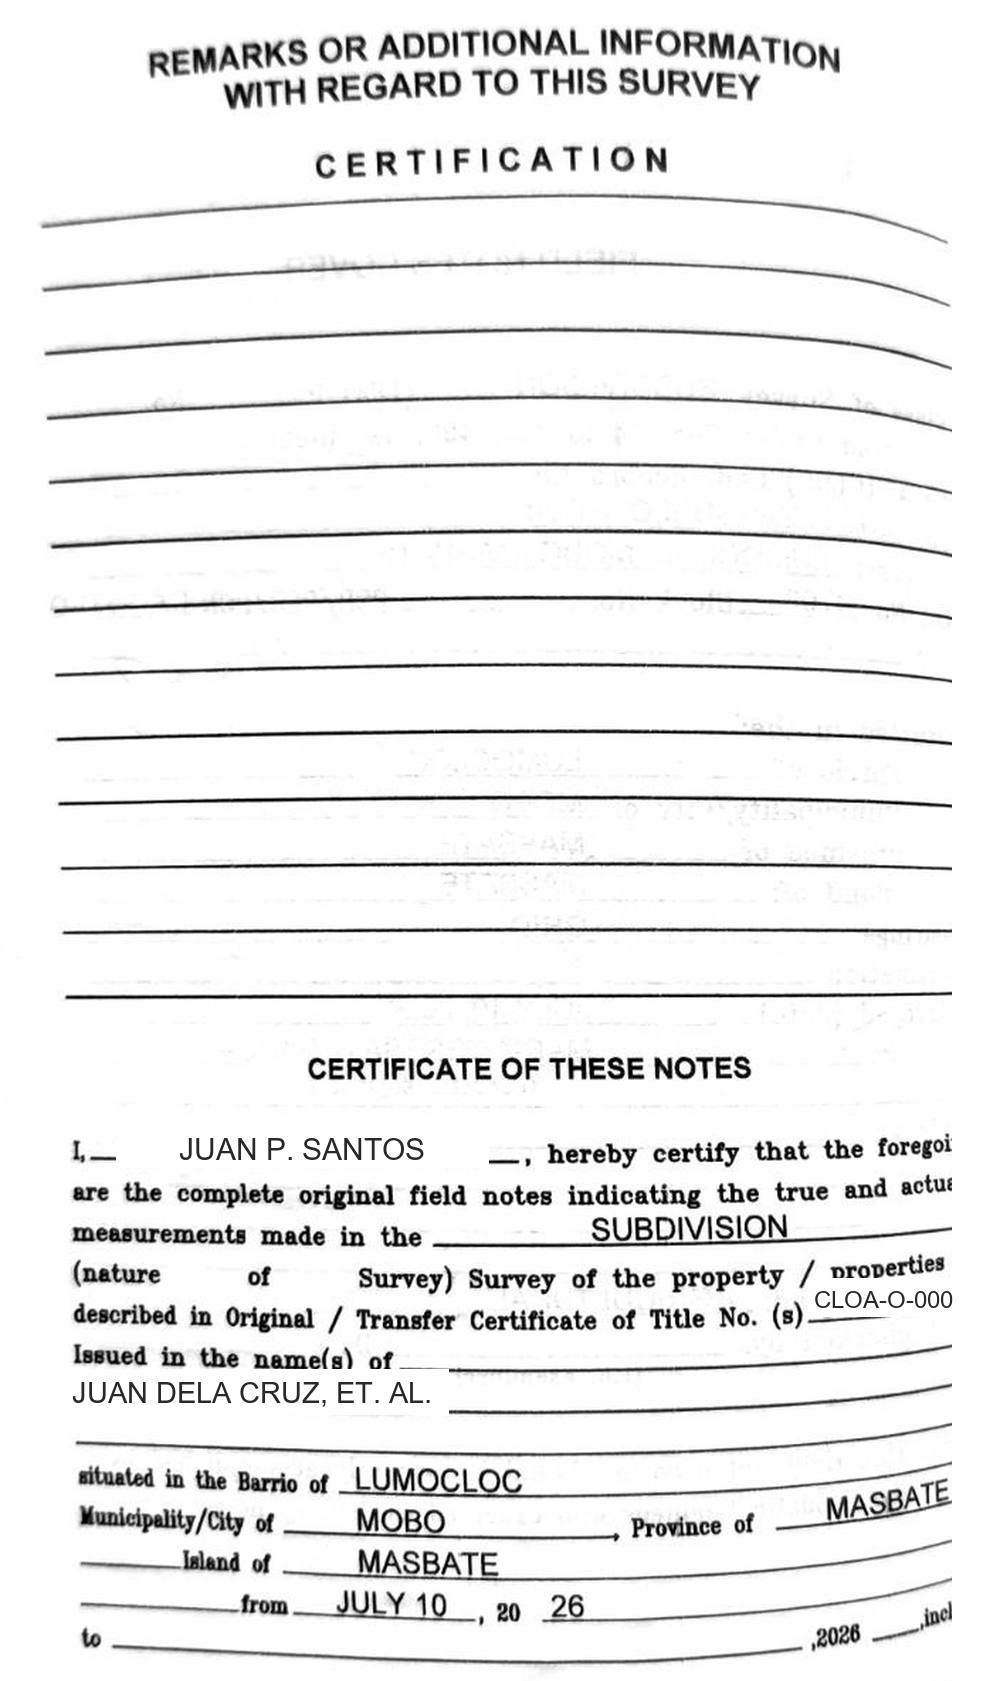 REMARKS OR ADDITIONAL INFORMATION
WITH REGARD TO THIS SURVEY
CERTIFICATION
CERTIFICATE OF THESE NOTES
I, JUAN P. SANTOS, hereby certify that the foregoi
are the complete original field notes indicating the true and actua
measurements made in the SUBDIVISION
(nature of Survey) Survey of the property / properties
described in Original / Transfer Certificate of Title No. (s) CLOA-O-000
Issued in the name(s) of
JUAN DELA CRUZ, ET. AL.
situated in the Barrio of LUMOCLOC
Municipality/City of MOBO, Province of MASBATE
Island of MASBATE
from JULY 10, 20 26
to ,2026 ,incl